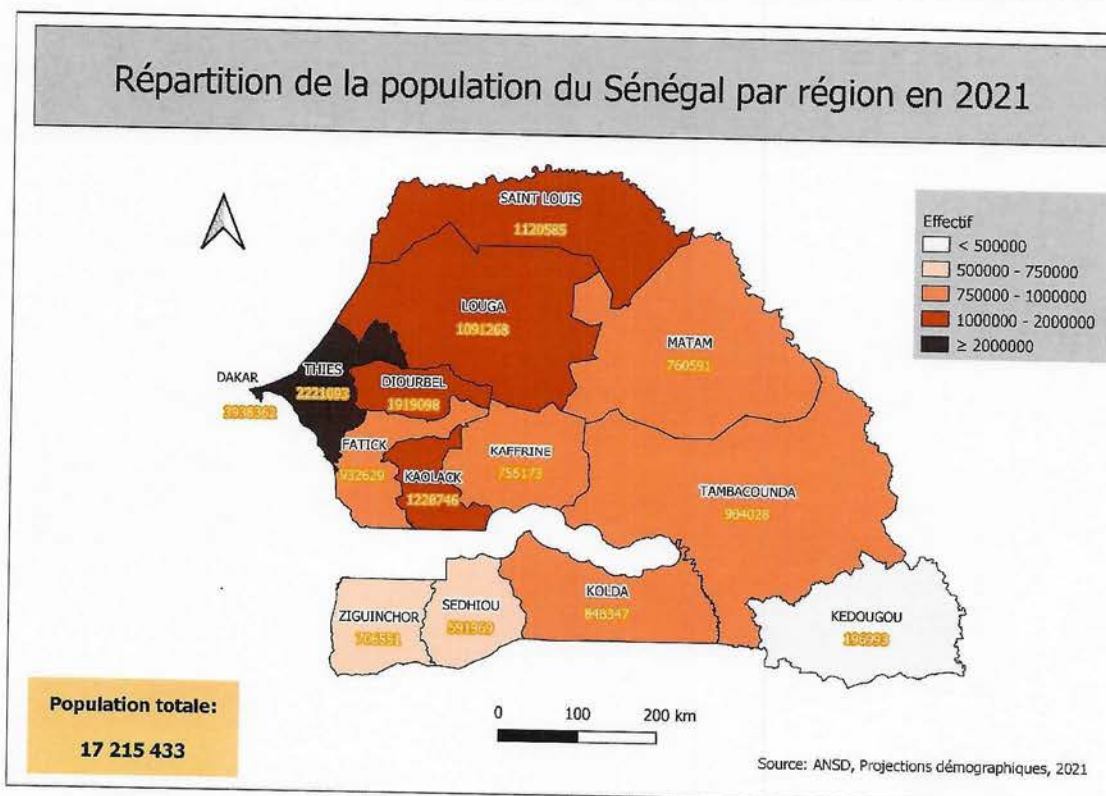 Répartition de la population du Sénégal par région en 2021
SAINT LOUIS
1120585
Effectif
< 500000
500000 - 750000
750000 - 1000000
1000000 - 2000000
≥ 2000000
LOUGA
1091268
MATAM
760591
DAKAR
3938362
THIES
2221093
DIOURBEL
1919098
FATICK
932629
KAOLACK
1228746
KAFFRINE
755173
TAMBACOUNDA
904028
ZIGUINCHOR
706551
SEDHIOU
591969
KOLDA
848347
KEDOUGOU
196993
Population totale:
17 215 433
0 100 200 km
Source: ANSD, Projections démographiques, 2021